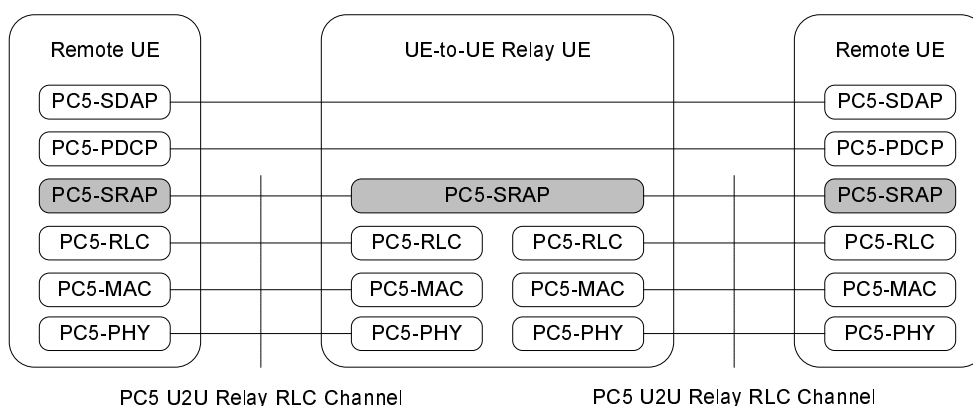 Remote UE
UE-to-UE Relay UE
Remote UE
PC5-SDAP
PC5-SDAP
PC5-PDCP
PC5-PDCP
PC5-SRAP
PC5-SRAP
PC5-SRAP
PC5-RLC
PC5-RLC
PC5-RLC
PC5-RLC
PC5-MAC
PC5-MAC
PC5-MAC
PC5-MAC
PC5-PHY
PC5-PHY
PC5-PHY
PC5-PHY
PC5 U2U Relay RLC Channel
PC5 U2U Relay RLC Channel